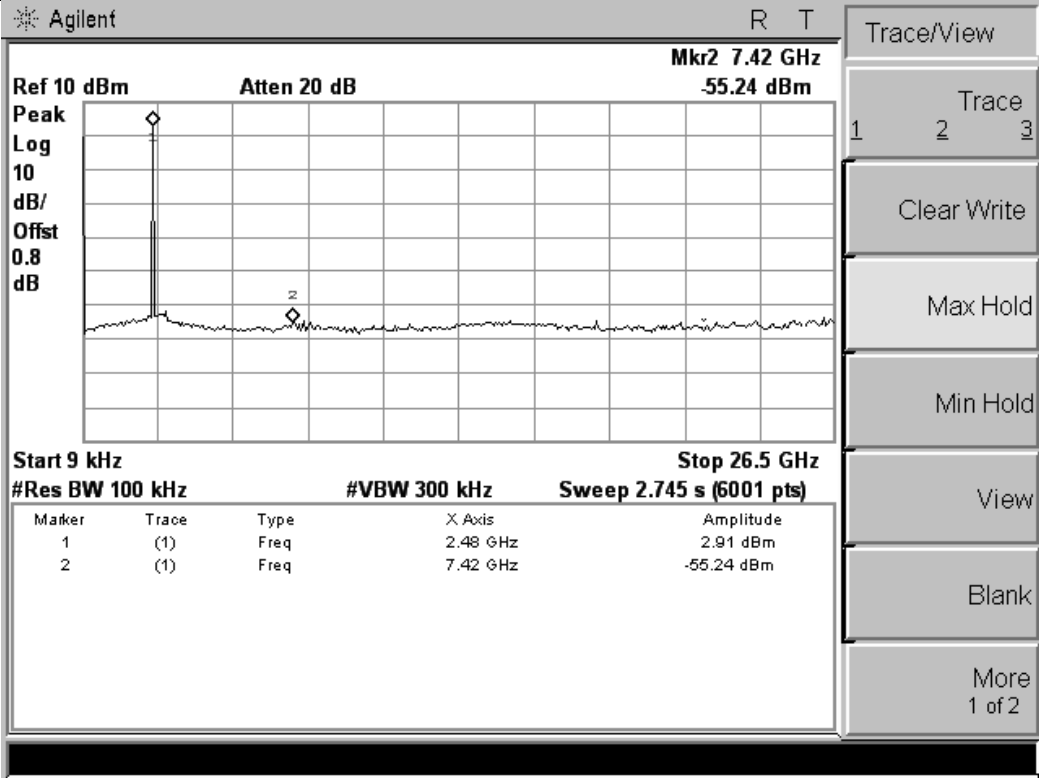 Agilent
R T
Mkr2 7.42 GHz
Ref 10 dBm Atten 20 dB -55.24 dBm
Peak
Log
10
dB/
Offst
0.8
dB
1
2
Start 9 kHz Stop 26.5 GHz
#Res BW 100 kHz #VBW 300 kHz Sweep 2.745 s (6001 pts)
Marker Trace Type X Axis Amplitude
1 (1) Freq 2.48 GHz 2.91 dBm
2 (1) Freq 7.42 GHz -55.24 dBm
Trace/View
Trace
1 2 3
Clear Write
Max Hold
Min Hold
View
Blank
More
1 of 2